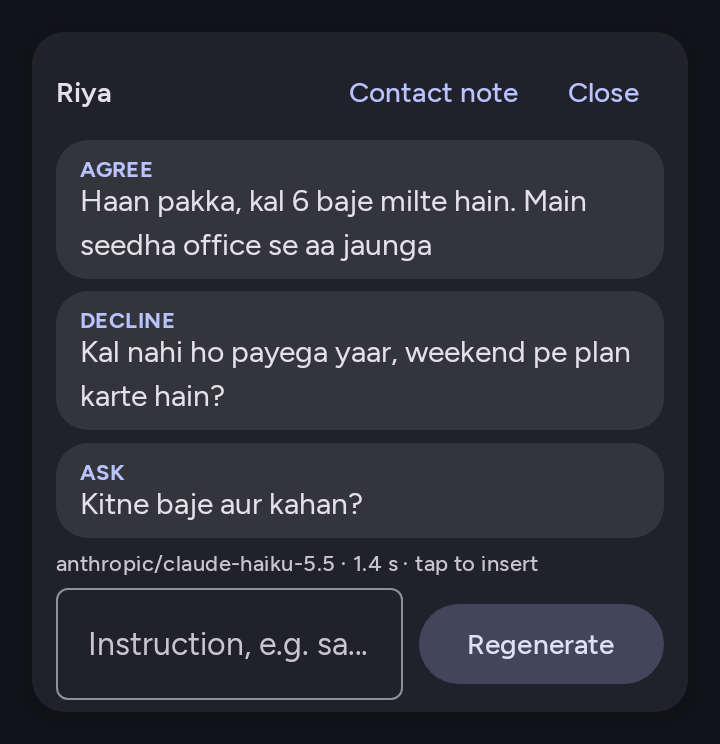 Riya
Contact note
Close
AGREE
Haan pakka, kal 6 baje milte hain. Main
seedha office se aa jaunga
DECLINE
Kal nahi ho payega yaar, weekend pe plan
karte hain?
ASK
Kitne baje aur kahan?
anthropic/claude-haiku-5.5 · 1.4 s · tap to insert
Instruction, e.g. sa...
Regenerate